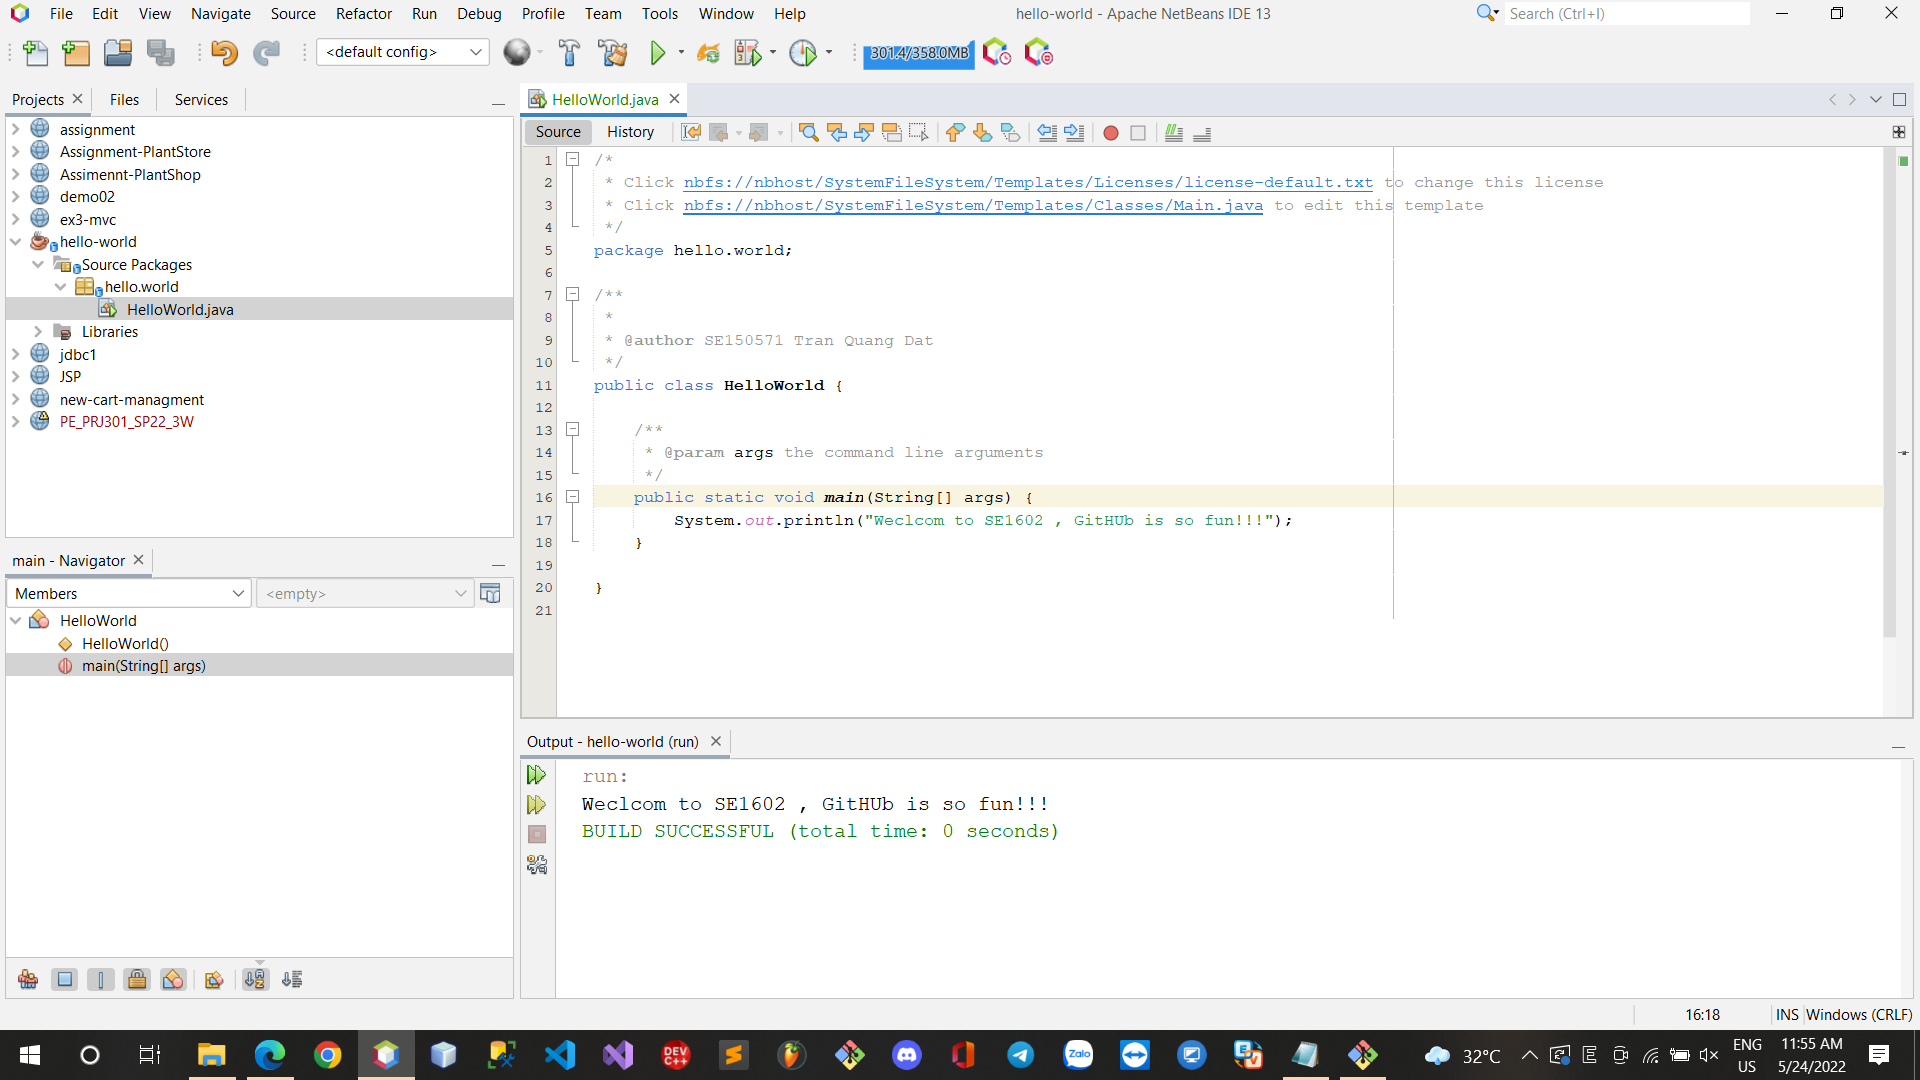 File Edit View Navigate Source Refactor Run Debug Profile Team Tools Window Help
hello-world - Apache NetBeans IDE 13
Search (Ctrl+I)
<default config>
301.4/358.0MB
Projects Files Services
assignment
Assignment-PlantStore
Assimennt-PlantShop
demo02
ex3-mvc
hello-world
Source Packages
hello.world
HelloWorld.java
Libraries
jdbc1
JSP
new-cart-managment
PE_PRJ301_SP22_3W
main - Navigator
Members <empty>
HelloWorld
HelloWorld()
main(String[] args)
HelloWorld.java
Source History
1 /*
2 * Click nbfs://nbhost/SystemFileSystem/Templates/Licenses/license-default.txt to change this license
3 * Click nbfs://nbhost/SystemFileSystem/Templates/Classes/Main.java to edit this template
4 */
5 package hello.world;
6
7 /**
8 *
9 * @author SE150571 Tran Quang Dat
10 */
11 public class HelloWorld {
12
13 /**
14 * @param args the command line arguments
15 */
16 public static void main(String[] args) {
17 System.out.println("Weclcom to SE1602 , GitHUb is so fun!!!");
18 }
19
20 }
21
Output - hello-world (run)
run:
Weclcom to SE1602 , GitHUb is so fun!!!
BUILD SUCCESSFUL (total time: 0 seconds)
16:18 INS Windows (CRLF)
DEV C++
Zalo
32°C
ENG
US
11:55 AM
5/24/2022